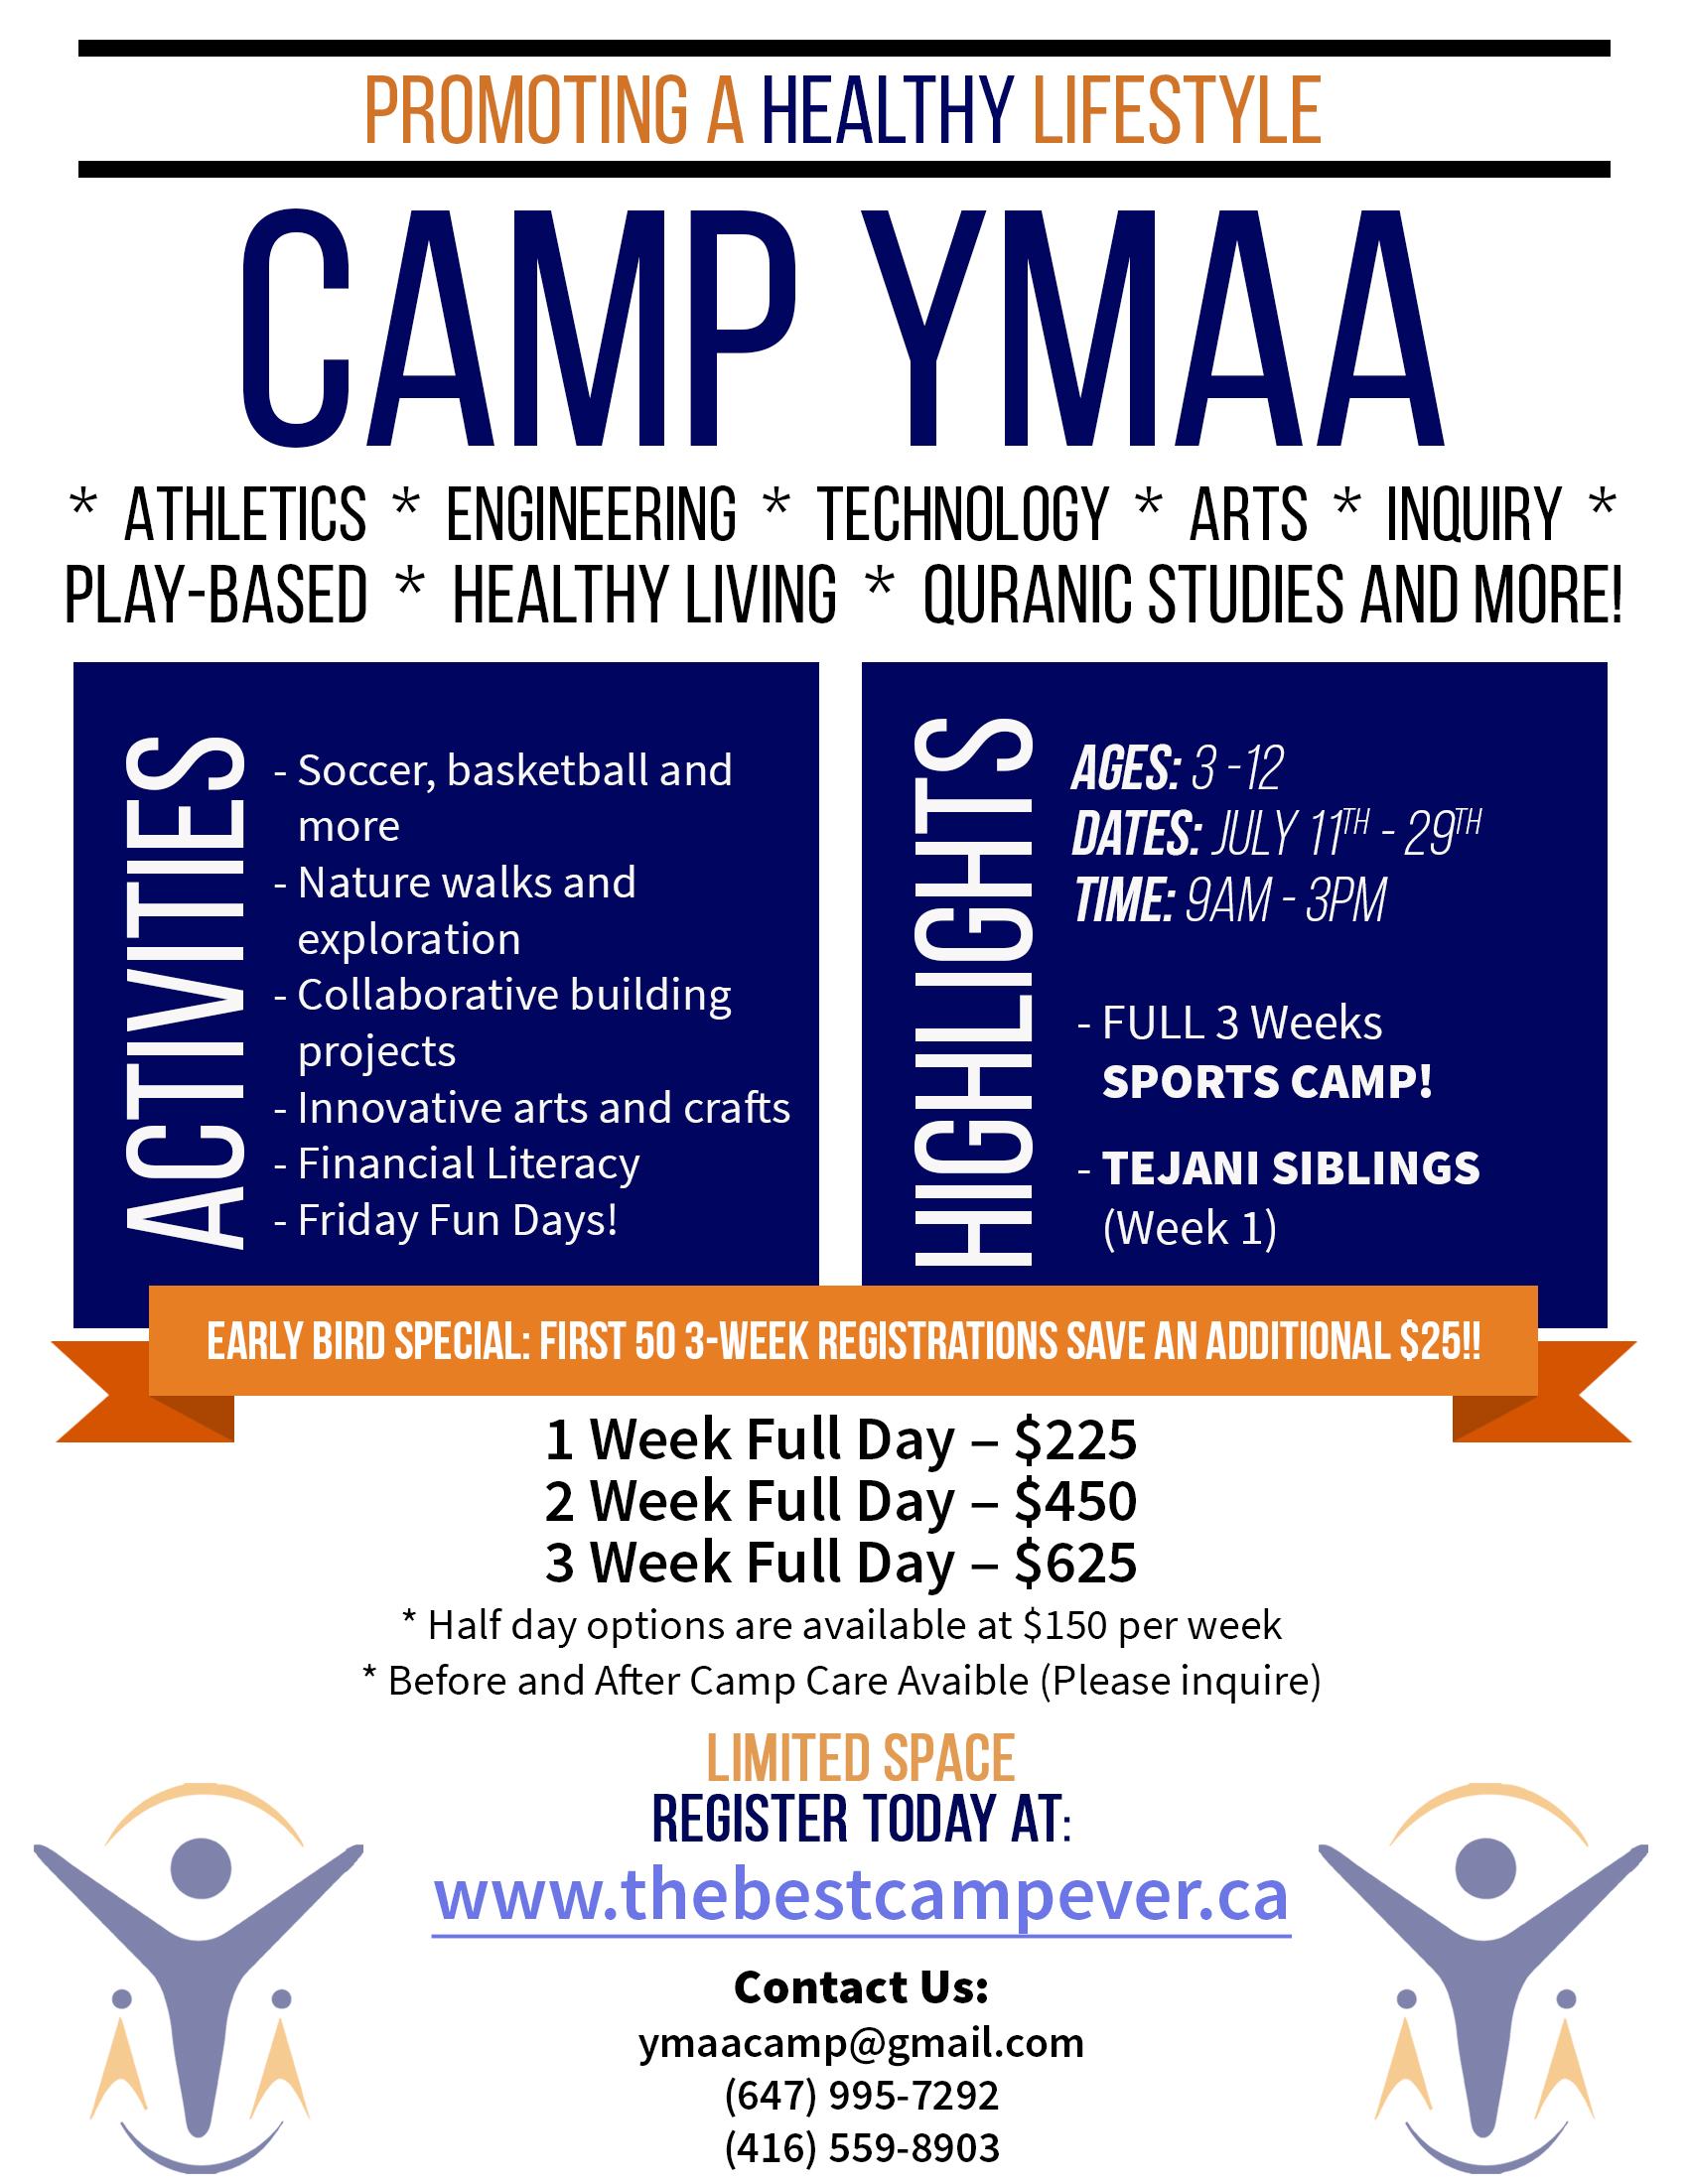 PROMOTING A HEALTHY LIFESTYLE
CAMP YMAA
* ATHLETICS * ENGINEERING * TECHNOLOGY * ARTS * INQUIRY *
PLAY-BASED * HEALTHY LIVING * QURANIC STUDIES AND MORE!
ACTIVITIES
- Soccer, basketball and
more
- Nature walks and
exploration
- Collaborative building
projects
- Innovative arts and crafts
- Financial Literacy
- Friday Fun Days!
HIGHLIGHTS
AGES: 3 -12
DATES: JULY 11TH - 29TH
TIME: 9AM - 3PM
- FULL 3 Weeks
SPORTS CAMP!
- TEJANI SIBLINGS
(Week 1)
EARLY BIRD SPECIAL: FIRST 50 3-WEEK REGISTRATIONS SAVE AN ADDITIONAL $25!!
1 Week Full Day – $225
2 Week Full Day – $450
3 Week Full Day – $625
* Half day options are available at $150 per week
* Before and After Camp Care Avaible (Please inquire)
LIMITED SPACE
REGISTER TODAY AT:
www.thebestcampever.ca
Contact Us:
ymaacamp@gmail.com
(647) 995-7292
(416) 559-8903